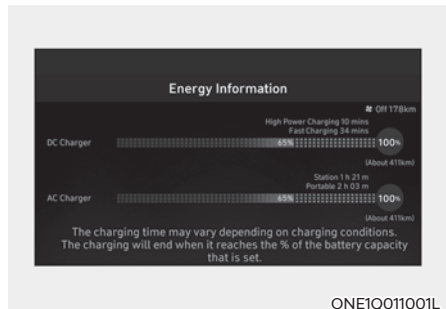 Energy Information
Off 178km
High Power Charging 10 mins
Fast Charging 34 mins
DC Charger
65%
100%
(About 411km)
Station 1 h 21 m
Portable 2 h 03 m
AC Charger
65%
100%
(About 411km)
The charging time may vary depending on charging conditions.
The charging will end when it reaches the % of the battery capacity
that is set.
ONE1Q011001L